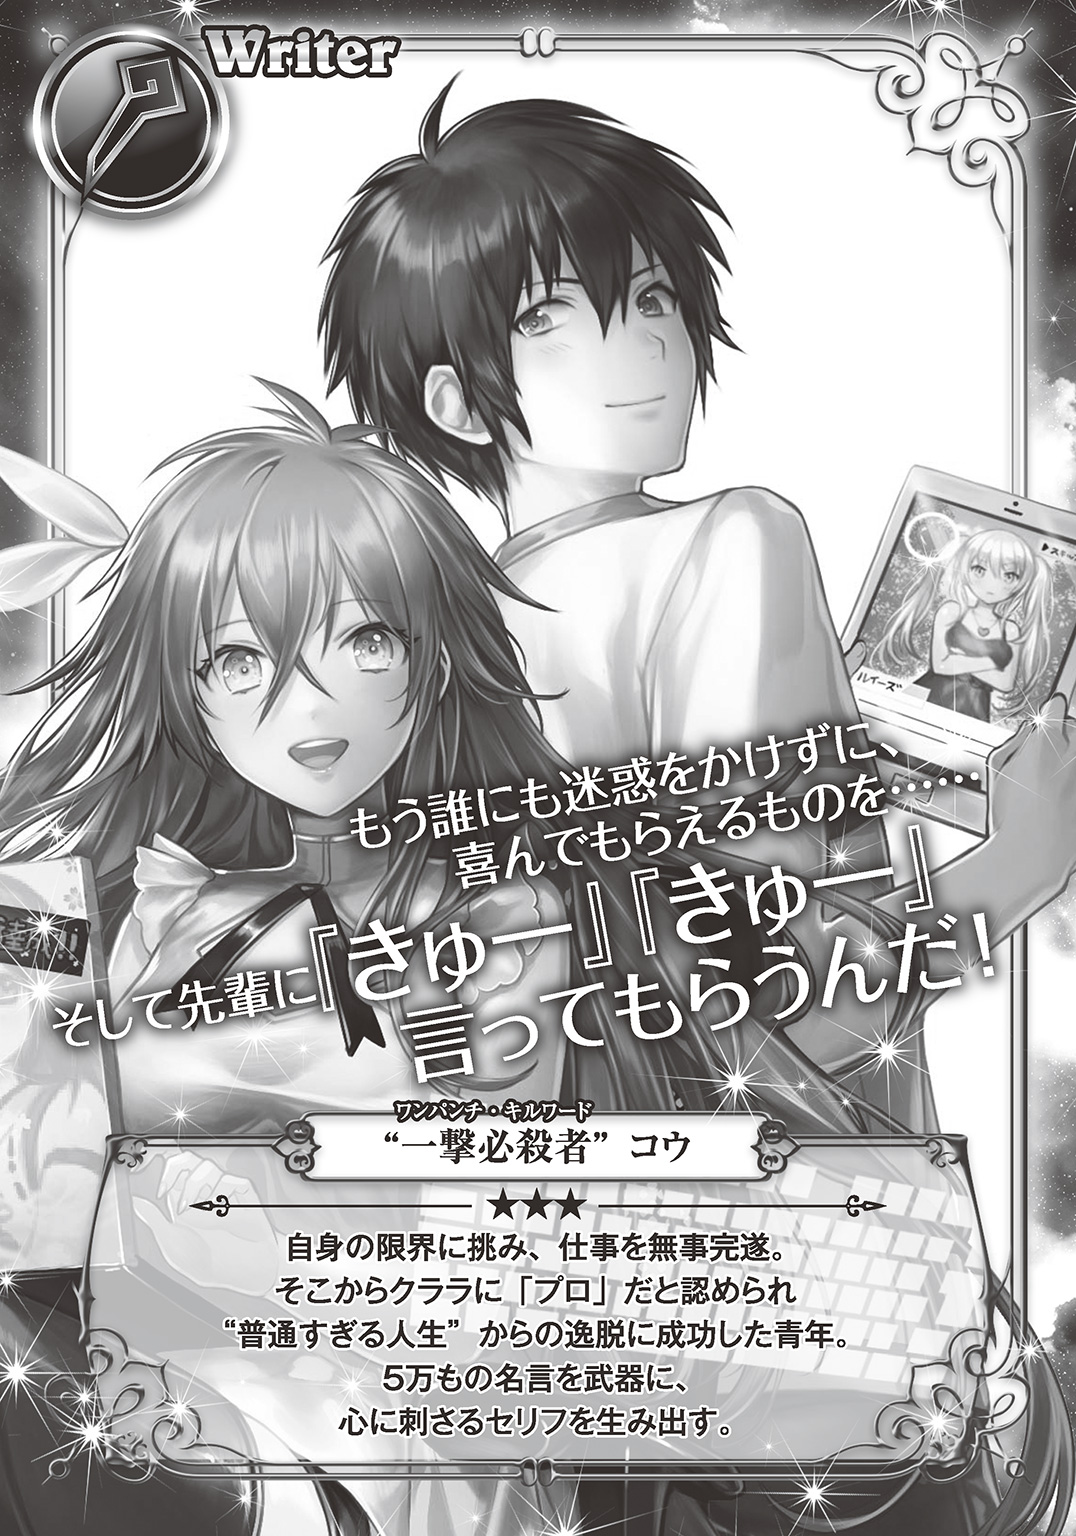 Writer
▶スキップ
ルイーズ
もう誰にも迷惑をかけずに、
喜んでもらえるものを……
そして先輩に『きゅー』『きゅー』
言ってもらうんだ!
ワンパンチ・キルワード
“一撃必殺者” コウ
★★★
自身の限界に挑み、仕事を無事完遂。
そこからクララに「プロ」だと認められ
“普通すぎる人生” からの逸脱に成功した青年。
5万もの名言を武器に、
心に刺さるセリフを生み出す。